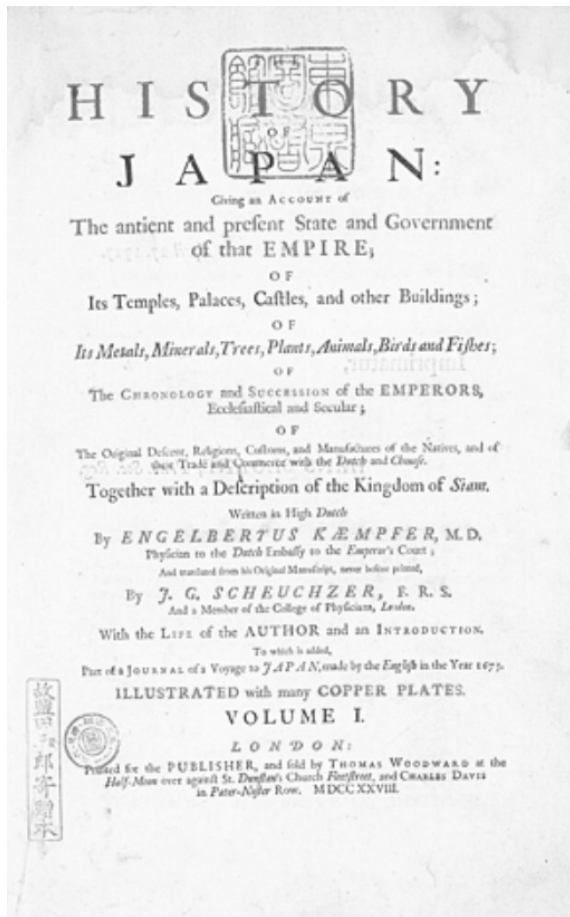 THE
HISTORY
OF
JAPAN:
Giving an ACCOUNT of
The antient and preſent State and Government
of that EMPIRE;
OF
Its Temples, Palaces, Caſtles, and other Buildings;
OF
Its Metals, Minerals, Trees, Plants, Animals, Birds and Fiſhes;
OF
The CHRONOLOGY and SUCCESSION of the EMPERORS,
Eccleſiaſtical and Secular;
OF
The Original Deſcent, Religions, Cuſtoms, and Manufactures of the Natives, and of
their Trade and Commerce with the Dutch and Chineſe.
Together with a Deſcription of the Kingdom of Siam.
Written in High Dutch
By ENGELBERTUS KÆMPFER, M. D.
Phyſician to the Dutch Embaſſy to the Emperor's Court;
And tranſlated from his Original Manuſcript, never before printed,
By J. G. SCHEUCHZER, F. R. S.
And a Member of the College of Phyſicians, London.
With the LIFE of the AUTHOR and an INTRODUCTION.
To which is added,
Part of a JOURNAL of a Voyage to JAPAN, made by the Engliſh in the Year 1673.
ILLUSTRATED with many COPPER PLATES.
VOLUME I.
LONDON:
Printed for the PUBLISHER, and ſold by THOMAS WOODWARD at the
Half-Moon over againſt St. Dunſtan's Church Fleetſtreet, and CHARLES DAVIS
in Pater-Noſter Row. MDCCXXVIII.